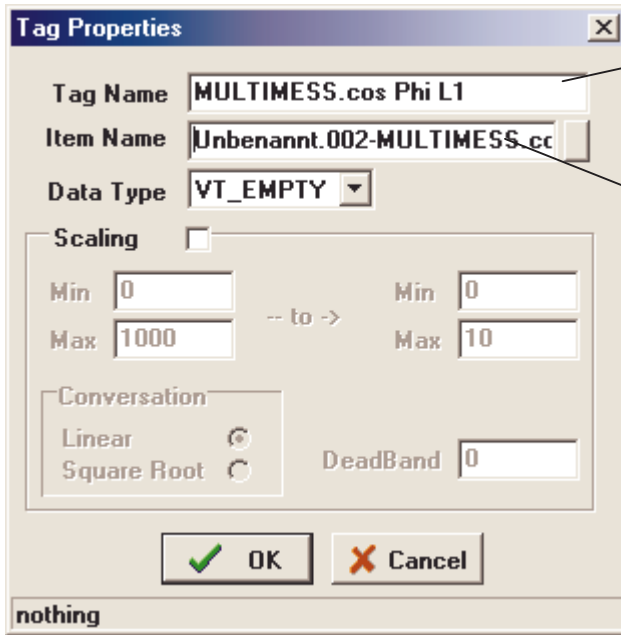 Tag Properties
Tag Name MULTIMESS.cos Phi L1
Item Name Unbenannt.002-MULTIMESS.cc
Data Type VT_EMPTY
Scaling
Min 0 Min 0
-- to ->
Max 1000 Max 10
Conversation
Linear
Square Root
DeadBand 0
OK Cancel
nothing